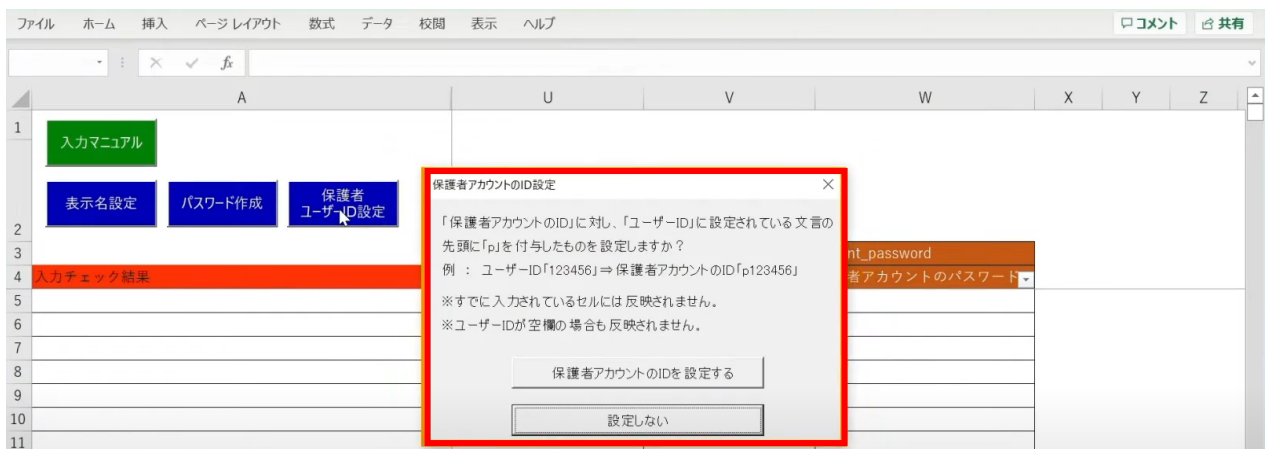 ファイル ホーム 挿入 ページ レイアウト 数式 データ 校閲 表示 ヘルプ コメント 共有
fx
A U V W X Y Z
1
入力マニュアル
表示名設定 パスワード作成 保護者
ユーザーID設定
2
3 nt_password
4 入力チェック結果 者アカウントのパスワード
5
6
7
8
9
10
11
保護者アカウントのID設定
「保護者アカウントのID」に対し、「ユーザーID」に設定されている文言の
先頭に「p」を付与したものを設定しますか？
例 ： ユーザーID「123456」⇒保護者アカウントのID「p123456」
※すでに入力されているセルには反映されません。
※ユーザーIDが空欄の場合も反映されません。
保護者アカウントのIDを設定する
設定しない